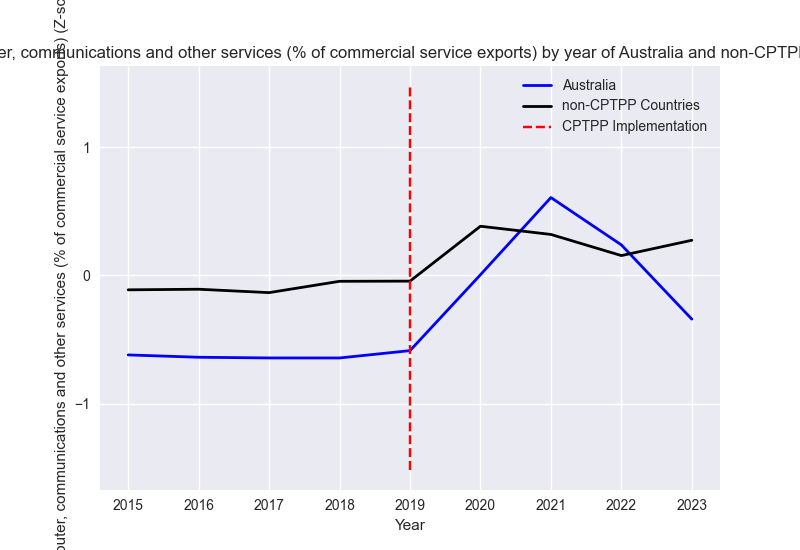 er, communications and other services (% of commercial service exports) by year of Australia and non-CPTPP
outer, communications and other services (% of commercial service exports) (Z-sc
Australia
non-CPTPP Countries
CPTPP Implementation
1
0
−1
2015 2016 2017 2018 2019 2020 2021 2022 2023
Year